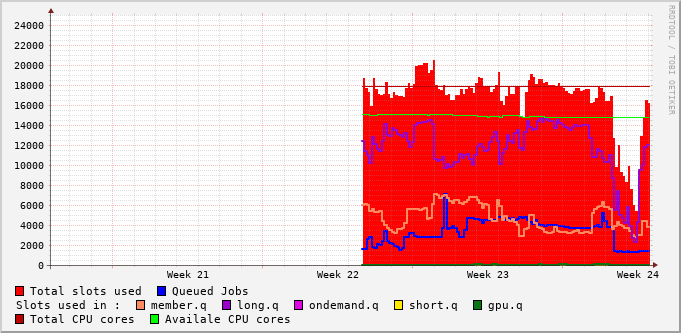 RRDTOOL / TOBI OETIKER
24000
22000
20000
18000
16000
14000
12000
10000
8000
6000
4000
2000
0
Week 21 Week 22 Week 23 Week 24
Total slots used Queued Jobs
Slots used in : member.q long.q ondemand.q short.q gpu.q
Total CPU cores Availale CPU cores